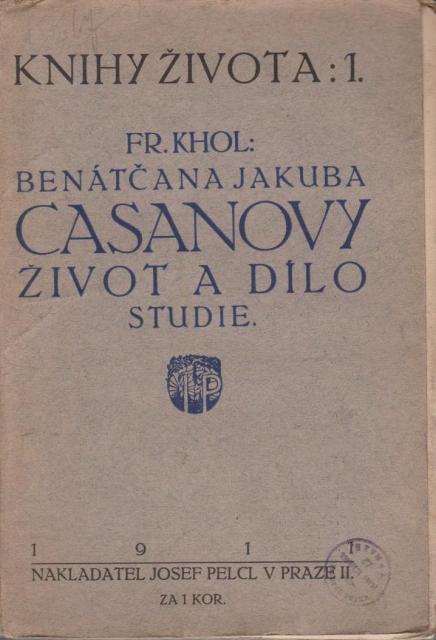 KNIHY ŽIVOTA : 1.
FR. KHOL:
BENÁTČANA JAKUBA
CASANOVY
ŽIVOT A DÍLO
STUDIE.
1 9 1 1
NAKLADATEL JOSEF PELCL V PRAZE II.
ZA 1 KOR.